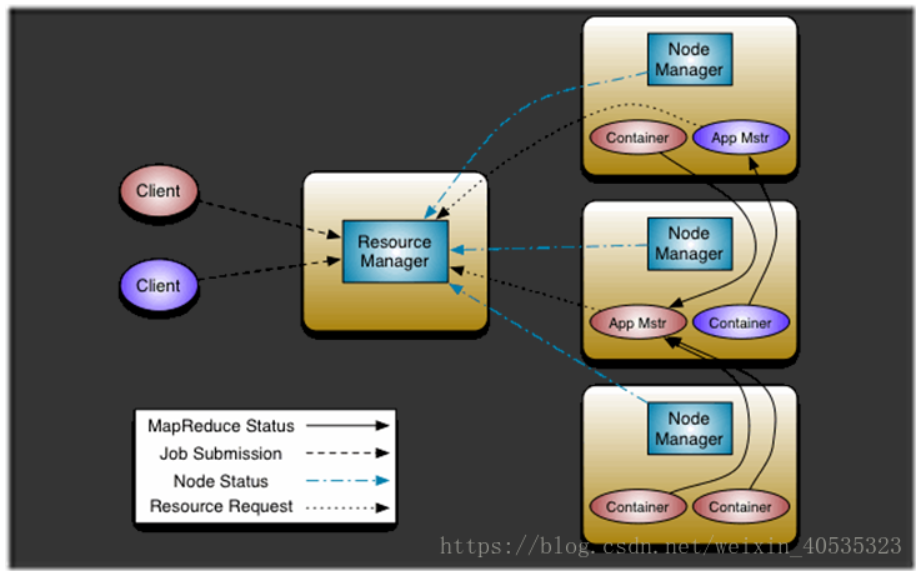 Node
Manager
Container
App Mstr
Client
Resource
Manager
Client
Node
Manager
App Mstr
Container
Node
Manager
Container
Container
MapReduce Status
Job Submission
Node Status
Resource Request
https://blog.csdn.net/weixin_40535323